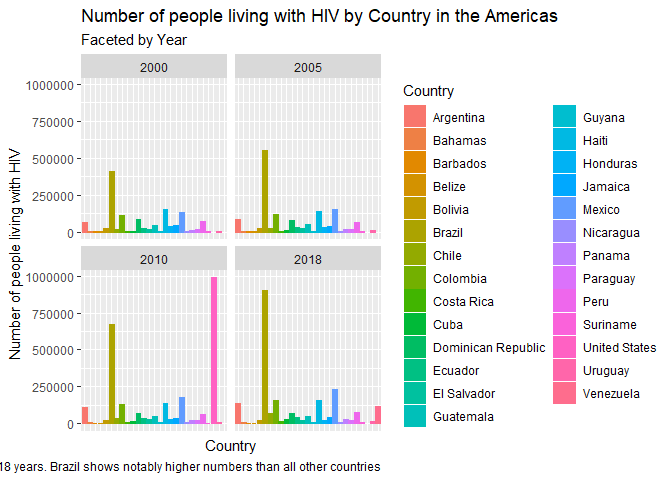 Number of people living with HIV by Country in the Americas
Faceted by Year
2000
2005
1000000
750000
500000
250000
0
2010
2018
1000000
750000
500000
250000
0
Number of people living with HIV
Country
Country
Argentina
Bahamas
Barbados
Belize
Bolivia
Brazil
Chile
Colombia
Costa Rica
Cuba
Dominican Republic
Ecuador
El Salvador
Guatemala
Guyana
Haiti
Honduras
Jamaica
Mexico
Nicaragua
Panama
Paraguay
Peru
Suriname
United States
Uruguay
Venezuela
18 years. Brazil shows notably higher numbers than all other countries